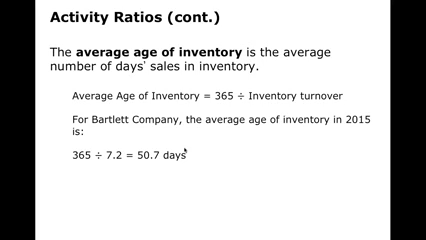 Activity Ratios (cont.)
The average age of inventory is the average
number of days' sales in inventory.
Average Age of Inventory = 365 ÷ Inventory turnover
For Bartlett Company, the average age of inventory in 2015
is:
365 ÷ 7.2 = 50.7 days